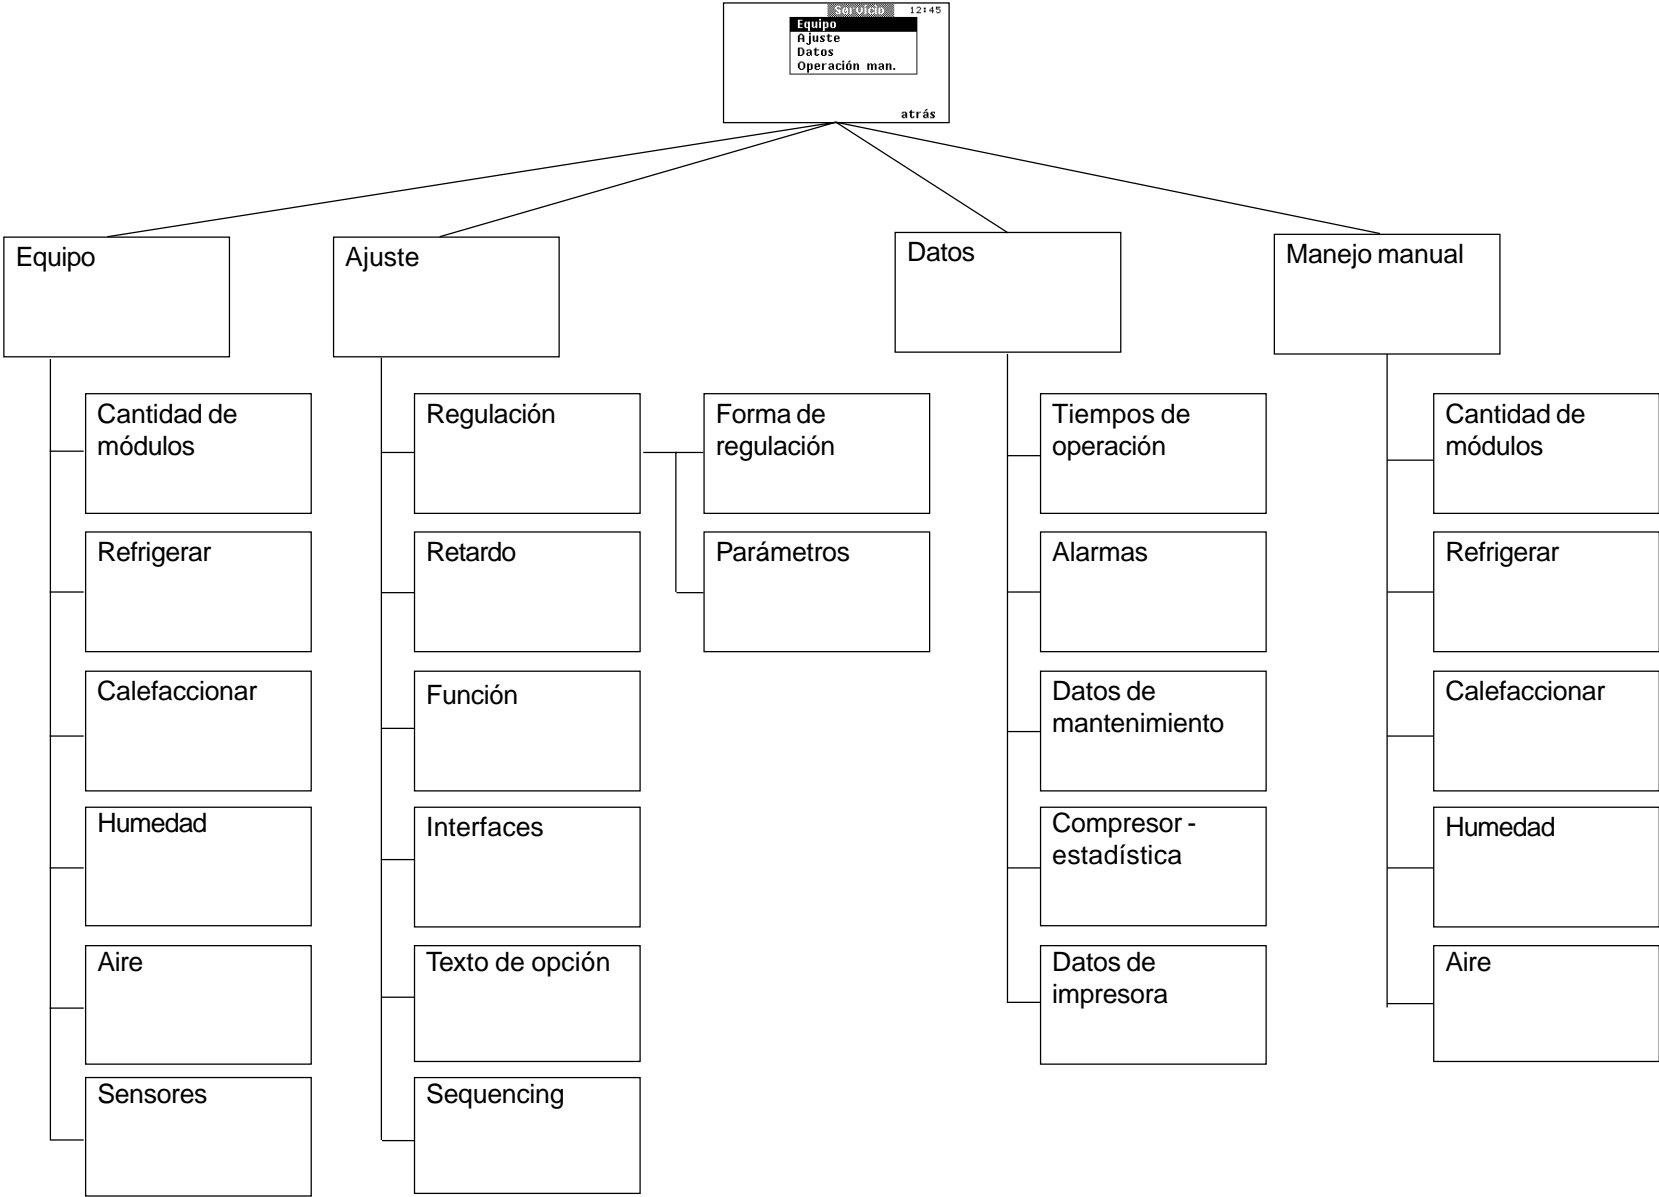 Servicio 12:45
Equipo
Ajuste
Datos
Operación man.
atrás
Equipo
Ajuste
Datos
Manejo manual
Cantidad de
módulos
Refrigerar
Calefaccionar
Humedad
Aire
Sensores
Regulación
Retardo
Función
Interfaces
Texto de opción
Sequencing
Forma de
regulación
Parámetros
Tiempos de
operación
Alarmas
Datos de
mantenimiento
Compresor -
estadística
Datos de
impresora
Cantidad de
módulos
Refrigerar
Calefaccionar
Humedad
Aire